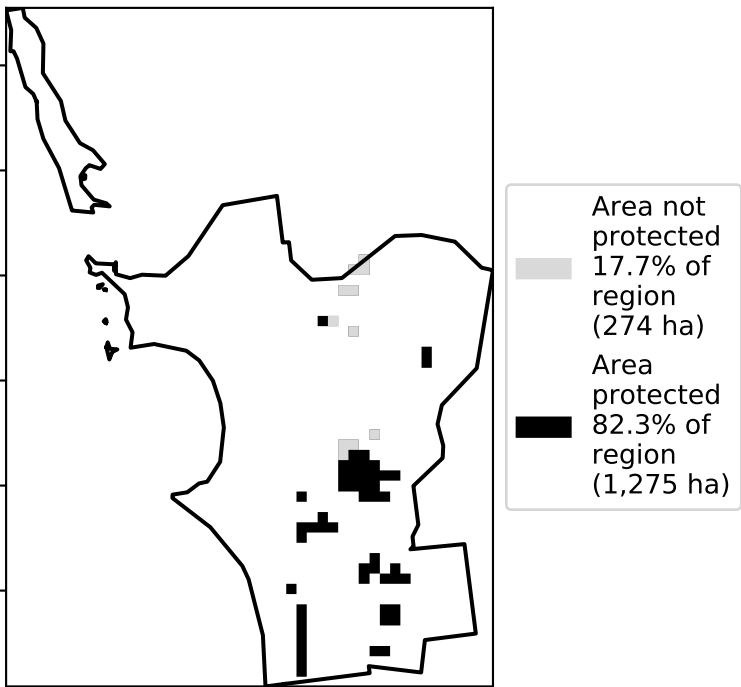 Area not
protected
17.7% of
region
(274 ha)
Area
protected
82.3% of
region
(1,275 ha)